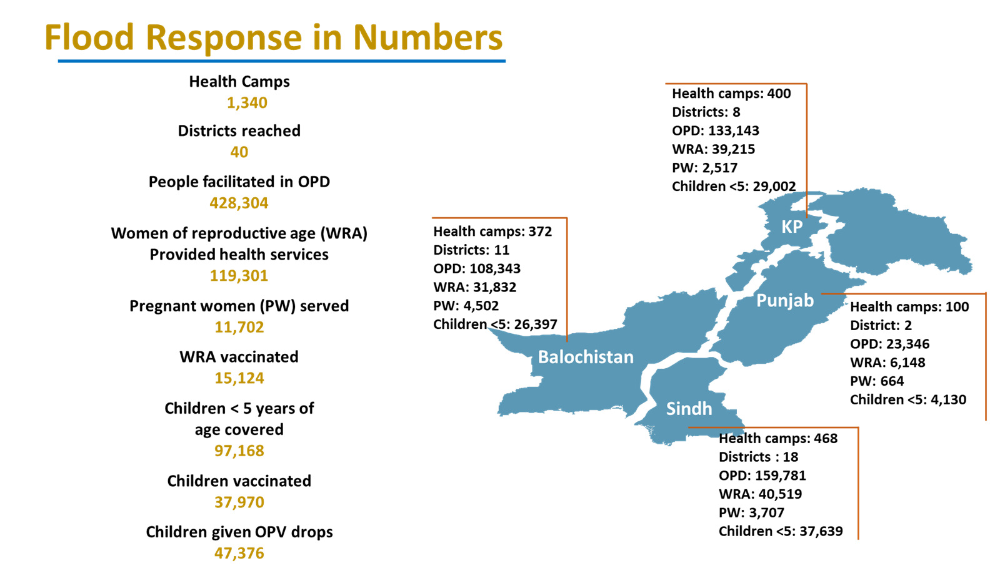 Flood Response in Numbers
Health Camps
1,340
Districts reached
40
People facilitated in OPD
428,304
Women of reproductive age (WRA)
Provided health services
119,301
Pregnant women (PW) served
11,702
WRA vaccinated
15,124
Children < 5 years of
age covered
97,168
Children vaccinated
37,970
Children given OPV drops
47,376
Health camps: 400
Districts: 8
OPD: 133,143
WRA: 39,215
PW: 2,517
Children <5: 29,002
KP
Health camps: 372
Districts: 11
OPD: 108,343
WRA: 31,832
PW: 4,502
Children <5: 26,397
Balochistan
Punjab
Health camps: 100
District: 2
OPD: 23,346
WRA: 6,148
PW: 664
Children <5: 4,130
Sindh
Health camps: 468
Districts : 18
OPD: 159,781
WRA: 40,519
PW: 3,707
Children <5: 37,639